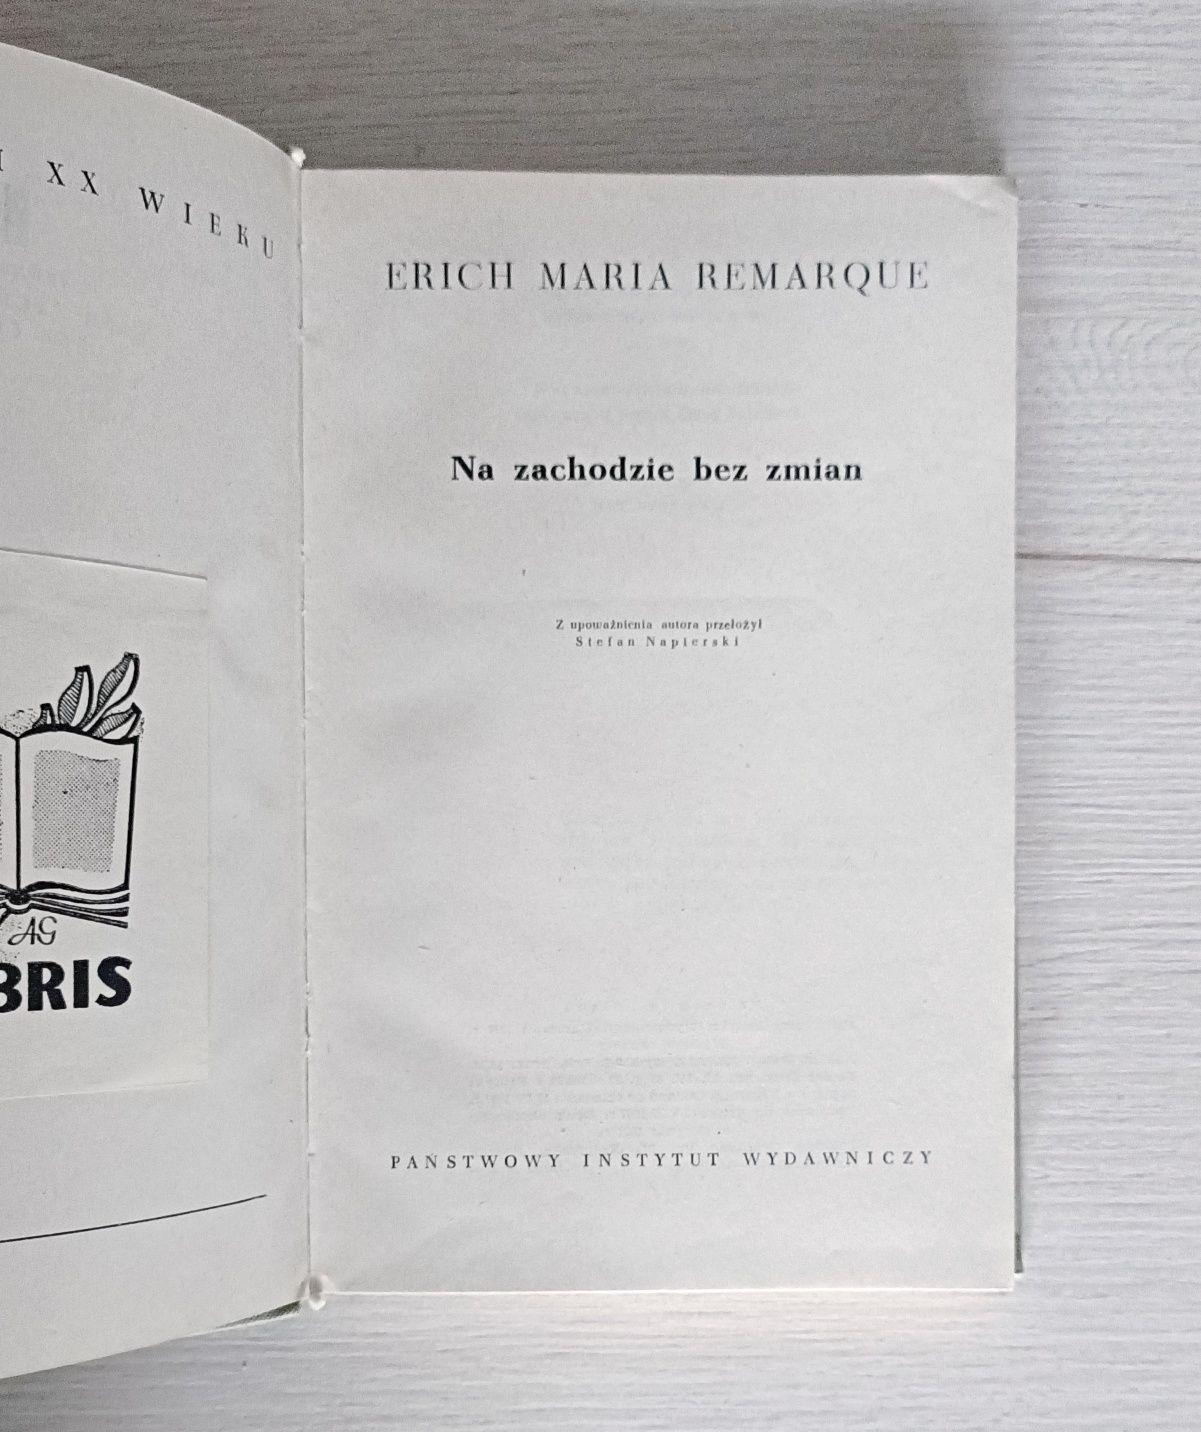 XX WIEKU
AG
BRIS
ERICH MARIA REMARQUE
Na zachodzie bez zmian
Z upoważnienia autora przełożył
Stefan Napierski
PAŃSTWOWY INSTYTUT WYDAWNICZY